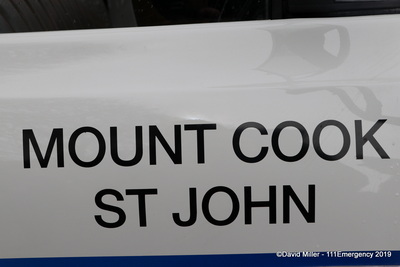 MOUNT COOK
ST JOHN
©David Miller - 111Emergency 2019